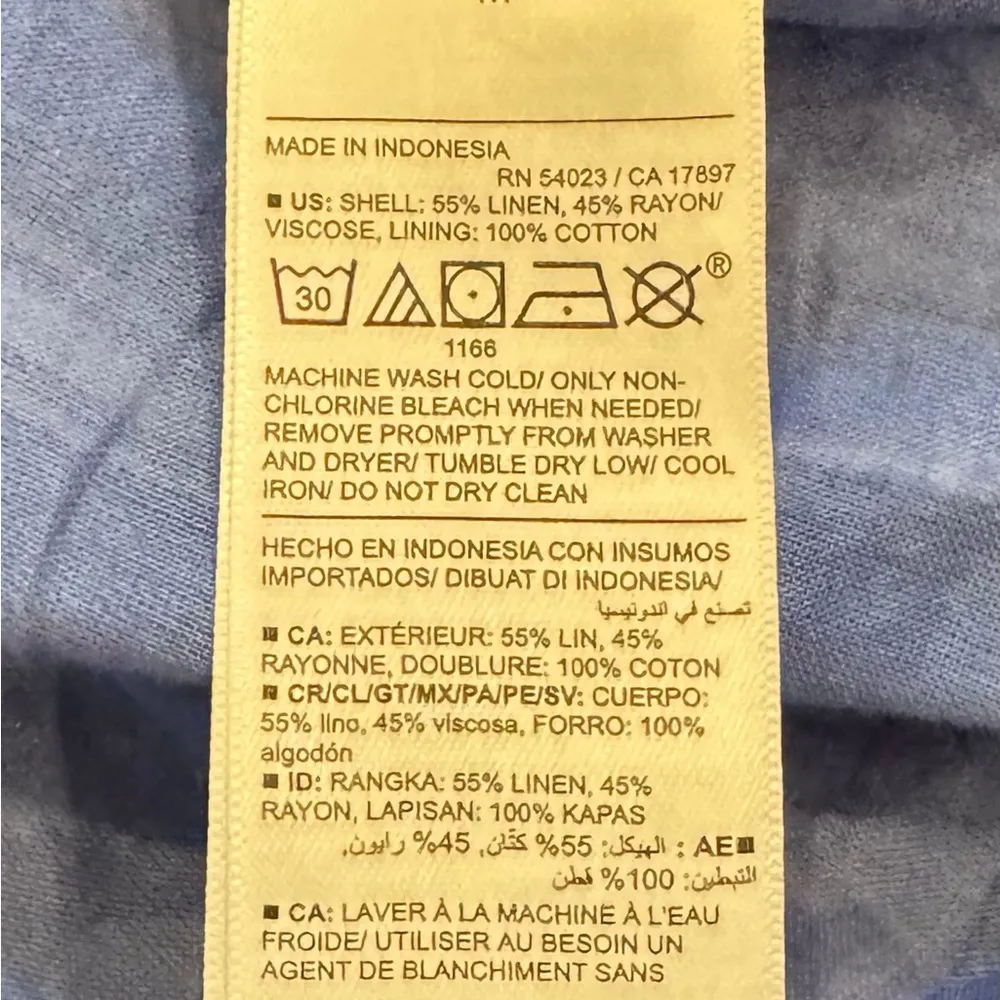 MADE IN INDONESIA
RN 54023 / CA 17897
US: SHELL: 55% LINEN, 45% RAYON/
VISCOSE, LINING: 100% COTTON
30 ®
1166
MACHINE WASH COLD/ ONLY NON-
CHLORINE BLEACH WHEN NEEDED/
REMOVE PROMPTLY FROM WASHER
AND DRYER/ TUMBLE DRY LOW/ COOL
IRON/ DO NOT DRY CLEAN
HECHO EN INDONESIA CON INSUMOS
IMPORTADOS/ DIBUAT DI INDONESIA/
تصنع في اندونيسيا
CA: EXTÉRIEUR: 55% LIN, 45%
RAYONNE, DOUBLURE: 100% COTON
CR/CL/GT/MX/PA/PE/SV: CUERPO:
55% lino, 45% viscosa, FORRO: 100%
algodón
ID: RANGKA: 55% LINEN, 45%
RAYON, LAPISAN: 100% KAPAS
AE : الهيكل: 55% كتّان, 45% رايون,
التبطين: 100% قطن
CA: LAVER À LA MACHINE À L'EAU
FROIDE/ UTILISER AU BESOIN UN
AGENT DE BLANCHIMENT SANS